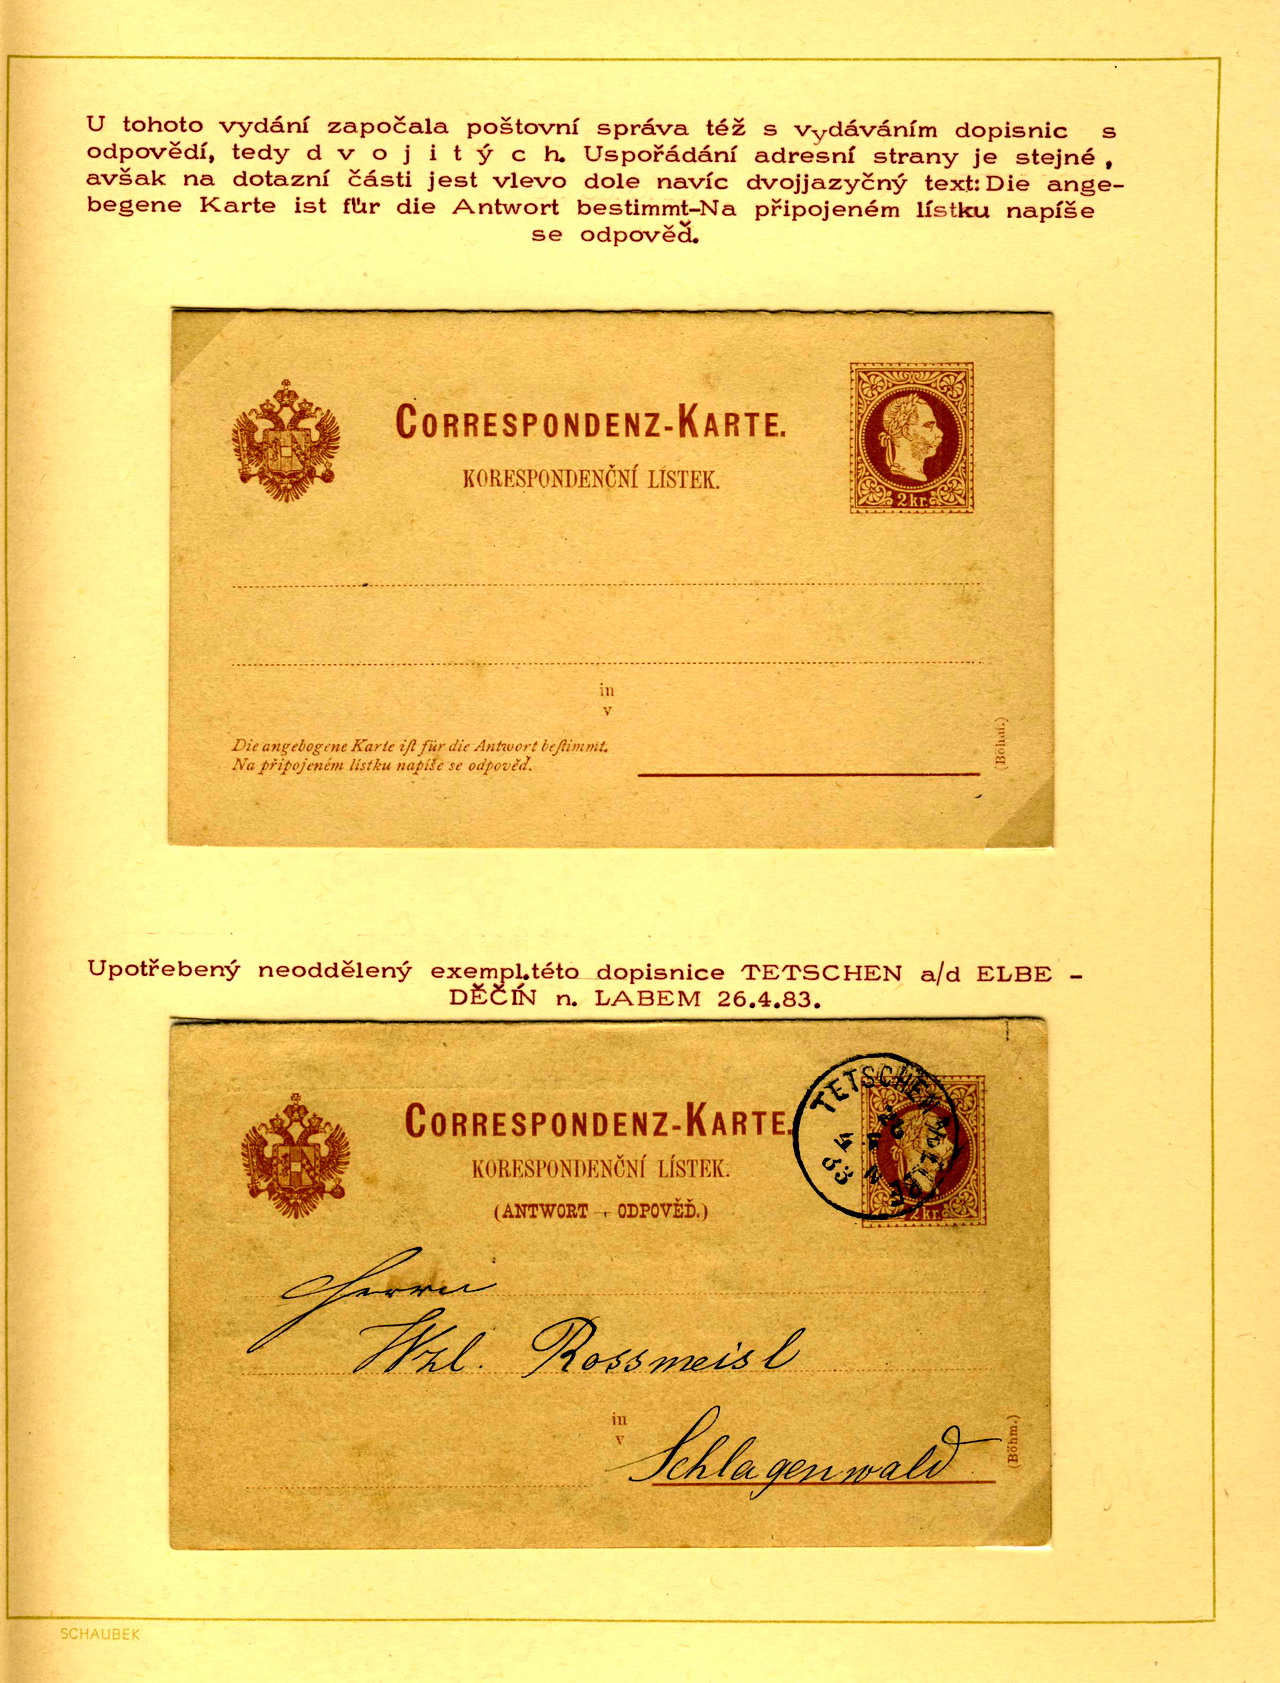 U tohoto vydání započala poštovní správa též s vydáváním dopisnic s
odpovědí, tedy d v o j i t ý c h. Uspořádání adresní strany je stejné,
avšak na dotazní části jest vlevo dole navíc dvojjazyčný text: Die ange-
begene Karte ist für die Antwort bestimmt-Na připojeném lístku napíše
se odpověď.
CORRESPONDENZ-KARTE.
KORESPONDENČNÍ LÍSTEK.
2 kr.
in
v
Die angebogene Karte iſt für die Antwort beſtimmt.
Na připojeném lístku napíše se odpověď.
(Böhm.)
Upotřebený neoddělený exempl.této dopisnice TETSCHEN a/d ELBE -
DĚČÍN n. LABEM 26.4.83.
CORRESPONDENZ-KARTE.
KORESPONDENČNÍ LÍSTEK.
(ANTWORT - ODPOVĚĎ.)
TETSCHEN
83
2 kr.
Herrn
Wzl. Rossmeisl
in
v
Schlagenwald
(Böhm.)
SCHAUBEK